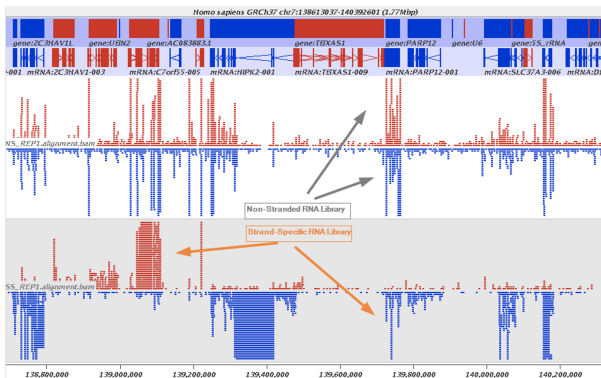 Homo sapiens GRCh37 chr7:138613037-140392601 (1.77Mbp)
gene:ZC3HAV1L gene:UBN2 gene:AC083883.1 gene:TBXAS1 gene:PARP12 gene:U6 gene:5S_rRNA gen
-001 mRNA:ZC3HAV1-003 mRNA:C7orf55-005 mRNA:HIPK2-001 mRNA:TBXAS1-009 mRNA:PARP12-001 mRNA:SLC37A3-006 mRNA:D
NS_REP1.alignment.bam
Non-Stranded RNA Library
Strand-Specific RNA Library
SS_REP1.alignment.bam
138,800,000 139,000,000 139,200,000 139,400,000 139,600,000 139,800,000 140,000,000 140,200,000